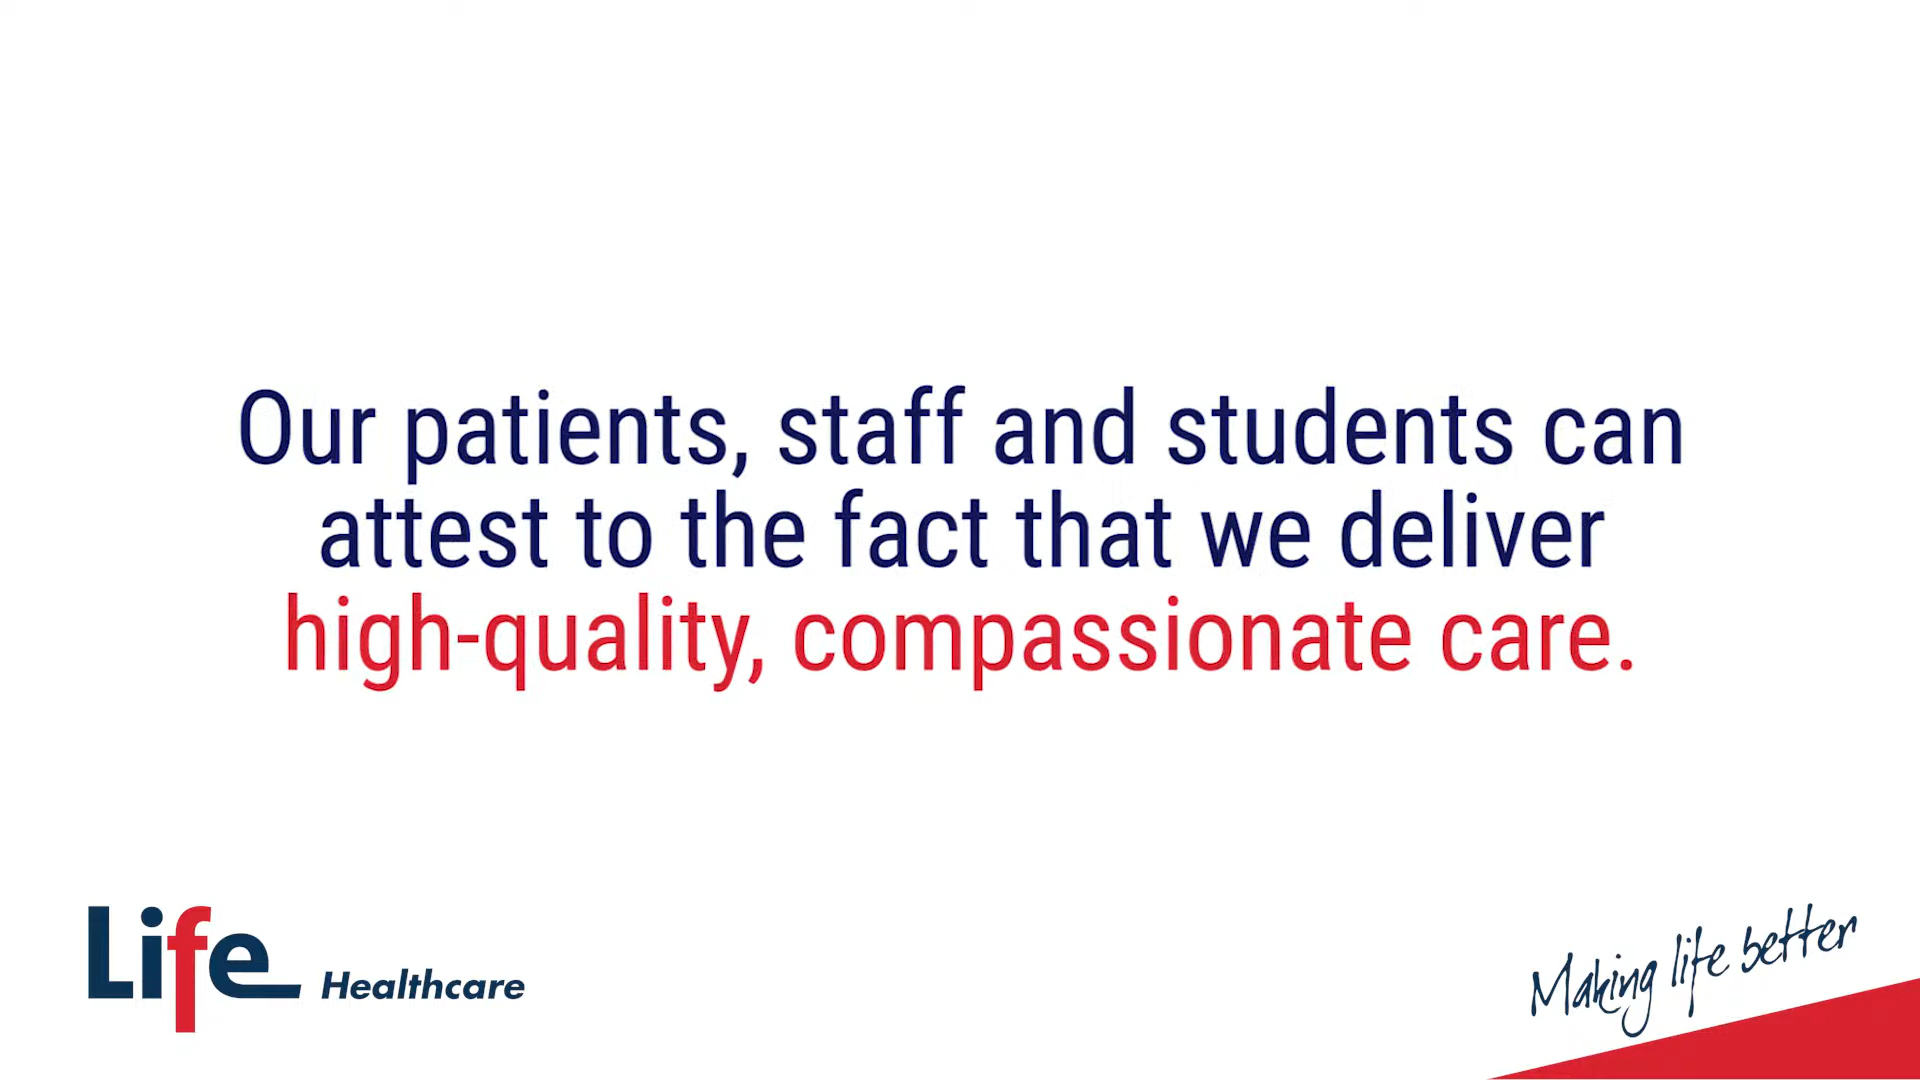 Our patients, staff and students can
attest to the fact that we deliver
high-quality, compassionate care.
Life Healthcare
Making life better